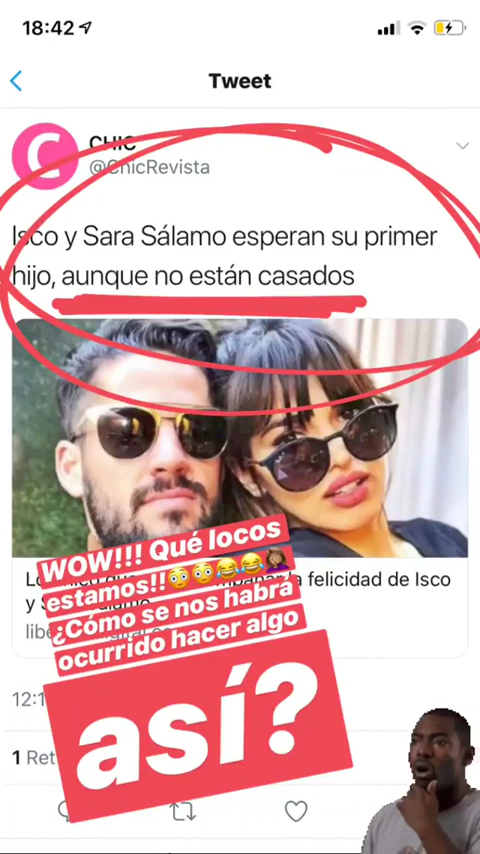 18:42
Tweet
CHIC
@ChicRevista
Isco y Sara Sálamo esperan su primer
hijo, aunque no están casados
WOW!!! Qué locos
estamos!!😳😳😂😂🤦🏽‍♀️
¿Cómo se nos habrá
ocurrido hacer algo
así?
la felicidad de Isco
y
12:1
1 Ret